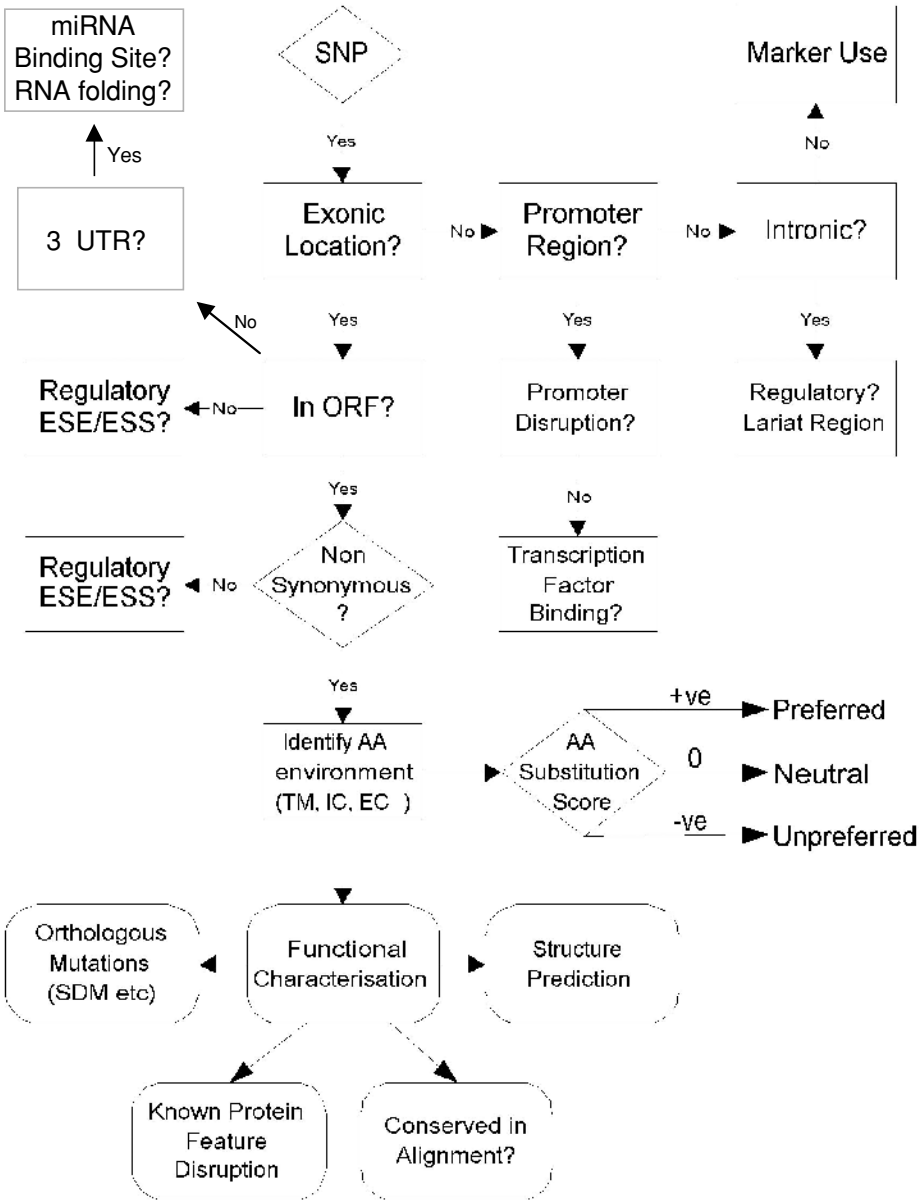 miRNA
Binding Site?
RNA folding?
SNP
Marker Use
Yes
Yes
No
3 UTR?
Exonic
Location?
No
Promoter
Region?
No
Intronic?
No
Yes
Yes
Yes
Regulatory
ESE/ESS?
No
In ORF?
Promoter
Disruption?
Regulatory?
Lariat Region
Yes
No
Regulatory
ESE/ESS?
No
Non
Synonymous
?
Transcription
Factor
Binding?
Yes
Identify AA
environment
(TM, IC, EC )
AA
Substitution
Score
+ve
Preferred
0
Neutral
-ve
Unpreferred
Orthologous
Mutations
(SDM etc)
Functional
Characterisation
Structure
Prediction
Known Protein
Feature
Disruption
Conserved in
Alignment?